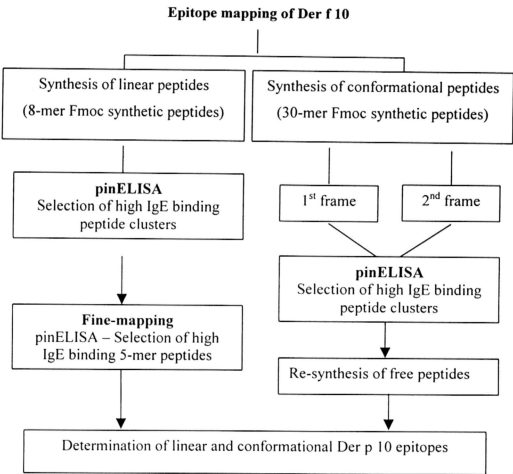 Epitope mapping of Der f 10
Synthesis of linear peptides
(8-mer Fmoc synthetic peptides)
Synthesis of conformational peptides
(30-mer Fmoc synthetic peptides)
pinELISA
Selection of high IgE binding
peptide clusters
1st frame
2nd frame
pinELISA
Selection of high IgE binding
peptide clusters
Fine-mapping
pinELISA – Selection of high
IgE binding 5-mer peptides
Re-synthesis of free peptides
Determination of linear and conformational Der p 10 epitopes